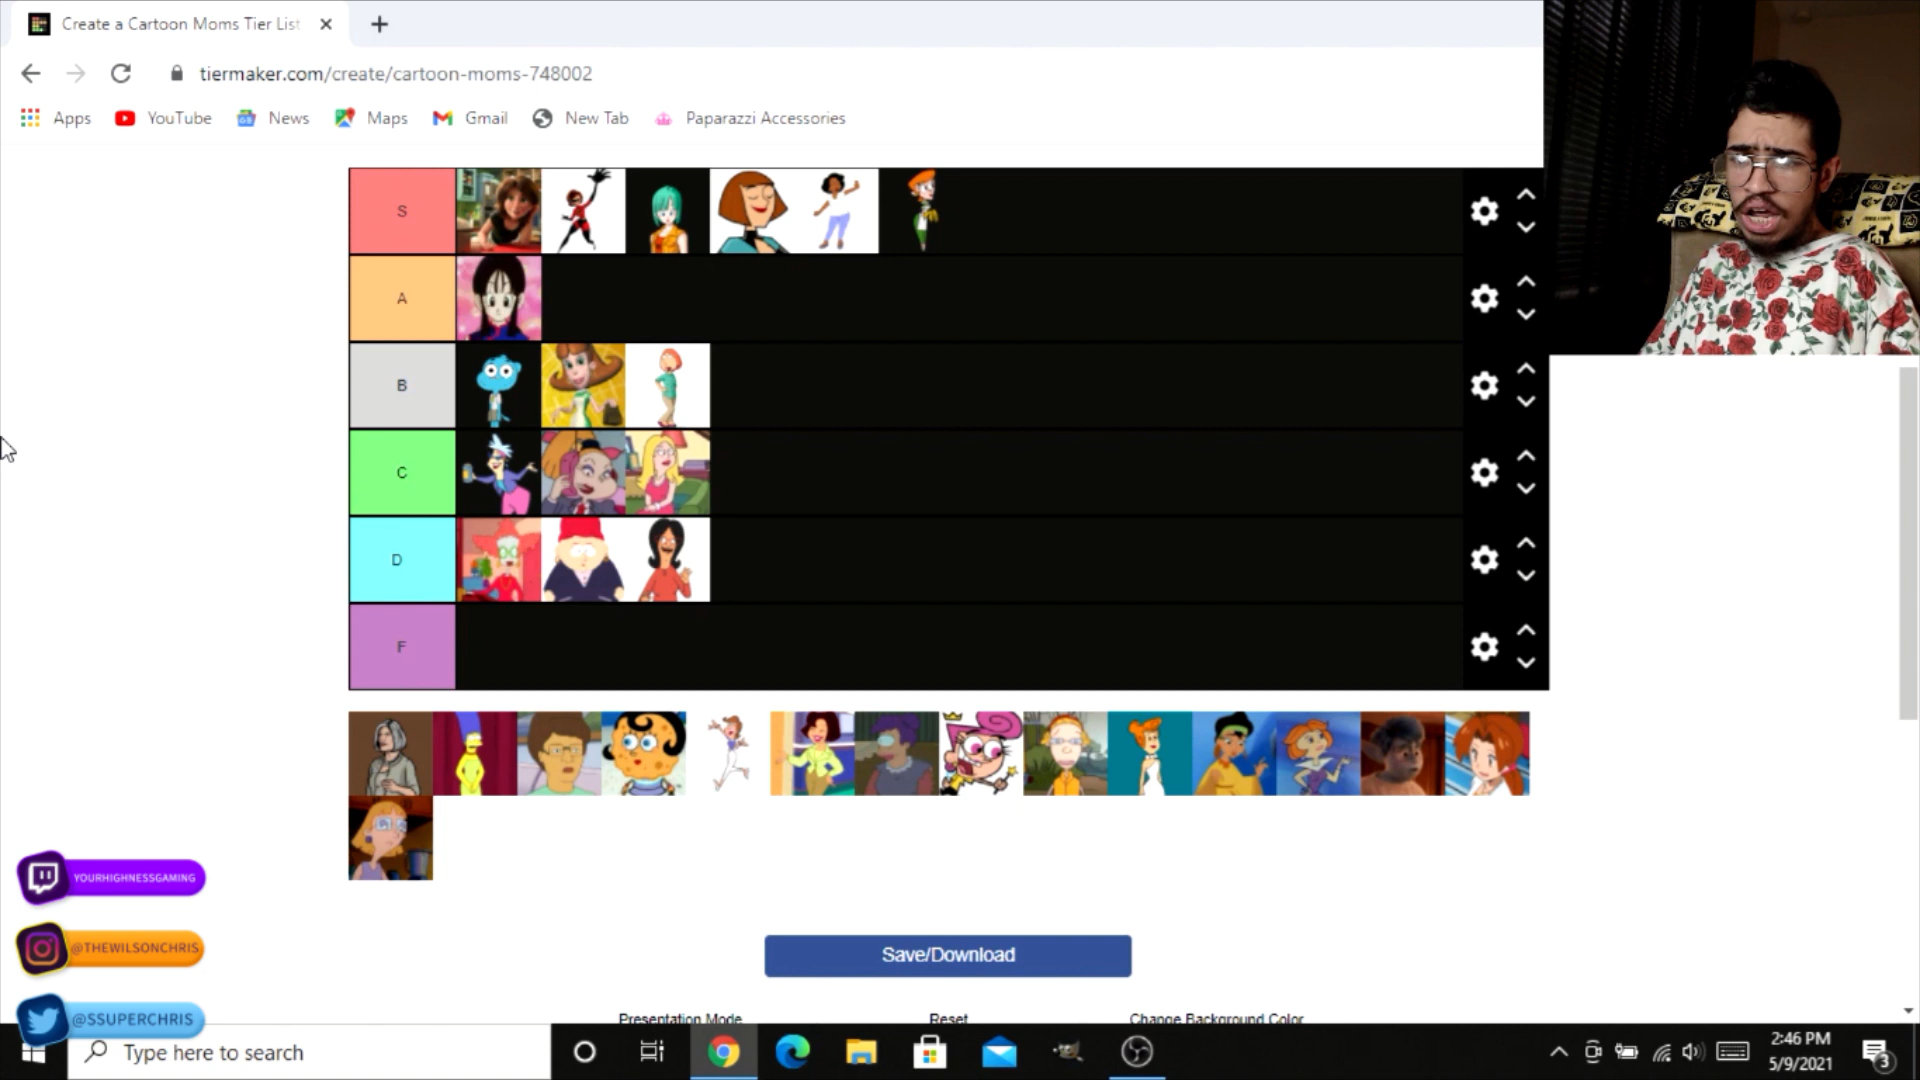 Create a Cartoon Moms Tier List
tiermaker.com/create/cartoon-moms-748002
Apps YouTube News Maps Gmail New Tab Paparazzi Accessories
S
A
B
C
D
F
YOURHIGHNESSGAMING
@THEWILSONCHRIS
@SSUPERCHRIS
Save/Download
Presentation Mode Reset Change Background Color
Type here to search
2:46 PM
5/9/2021
3